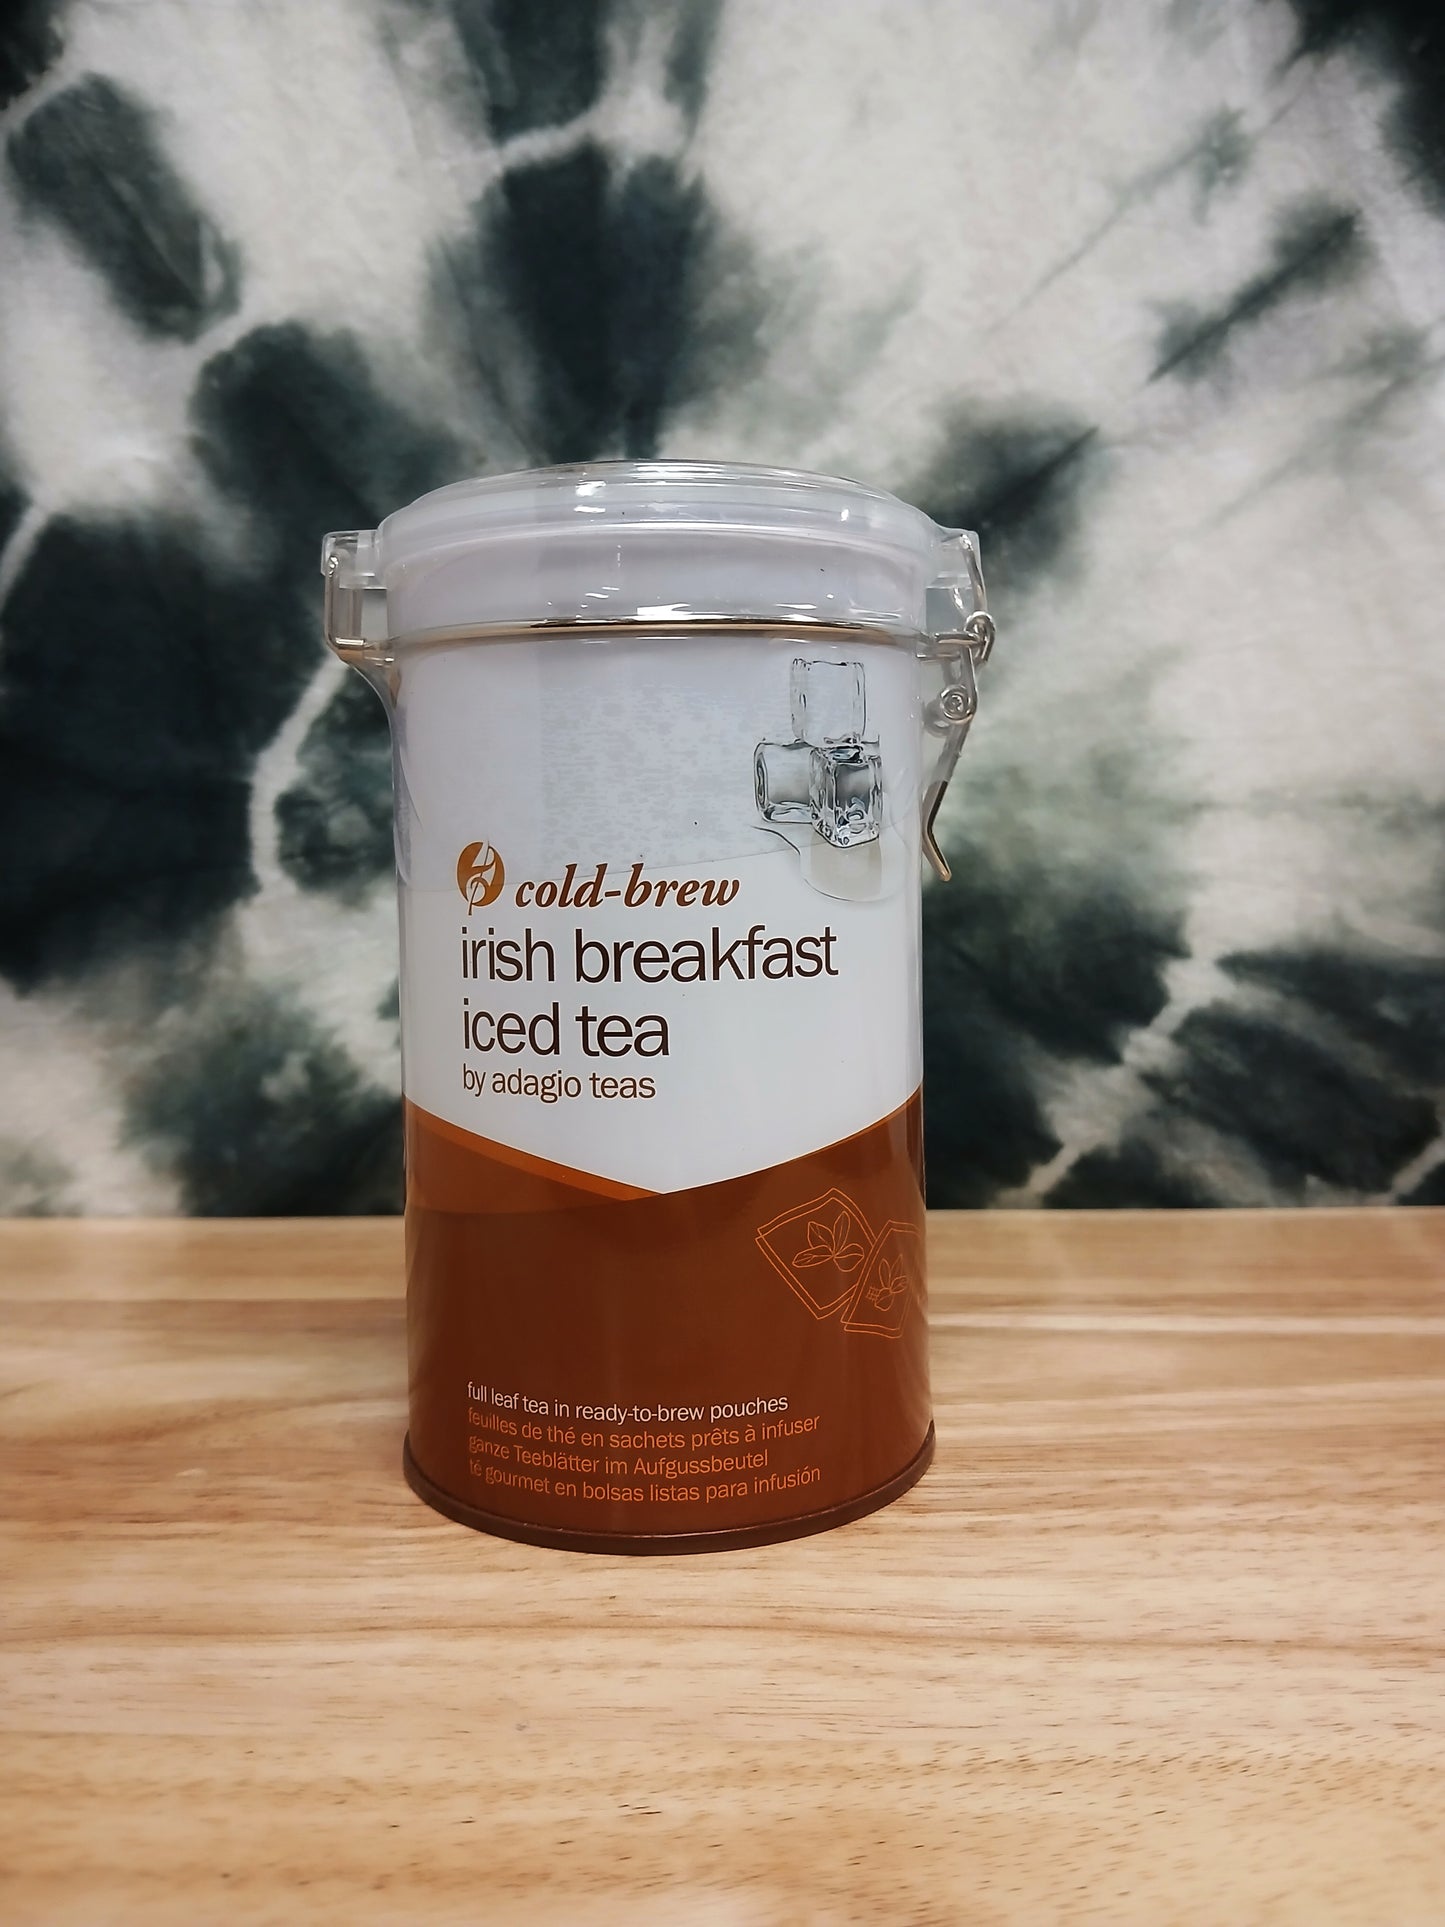 cold-brew
irish breakfast
iced tea
by adagio teas
full leaf tea in ready-to-brew pouches
feuilles de thé en sachets prêts à infuser
ganze Teeblätter im Aufgussbeutel
té gourmet en bolsas listas para infusión